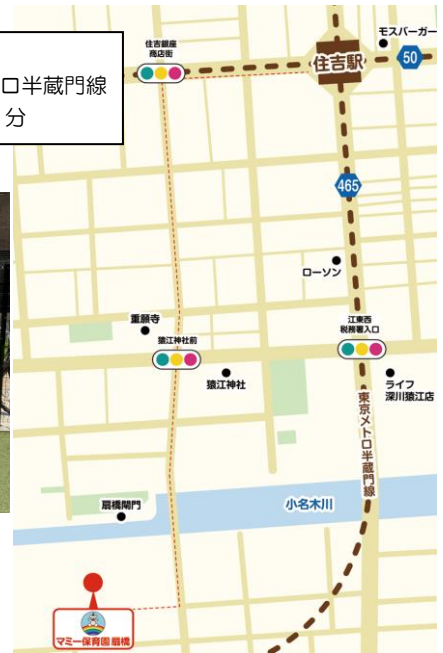 ロ半蔵門線
分
住吉銀座
商店街
モスバーガー
住吉駅
50
465
ローソン
重願寺
猿江神社前
江東西
税務署入口
猿江神社
ライフ
深川猿江店
東京メトロ半蔵門線
小名木川
扇橋閘門
マミー保育園 扇橋